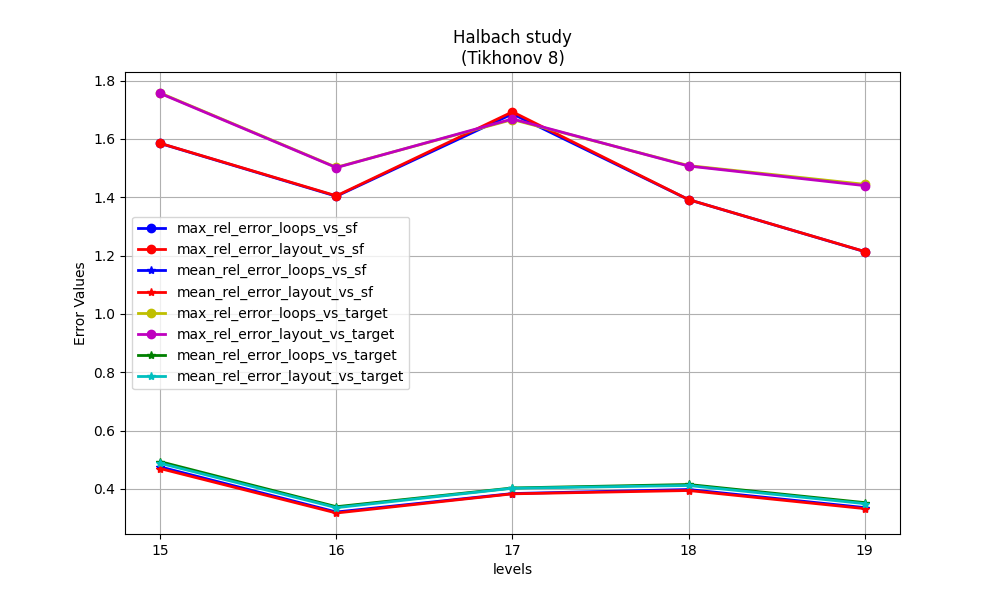 Halbach study
(Tikhonov 8)
Error Values
1.8
1.6
1.4
1.2
1.0
0.8
0.6
0.4
max_rel_error_loops_vs_sf
max_rel_error_layout_vs_sf
mean_rel_error_loops_vs_sf
mean_rel_error_layout_vs_sf
max_rel_error_loops_vs_target
max_rel_error_layout_vs_target
mean_rel_error_loops_vs_target
mean_rel_error_layout_vs_target
15 16 17 18 19
levels